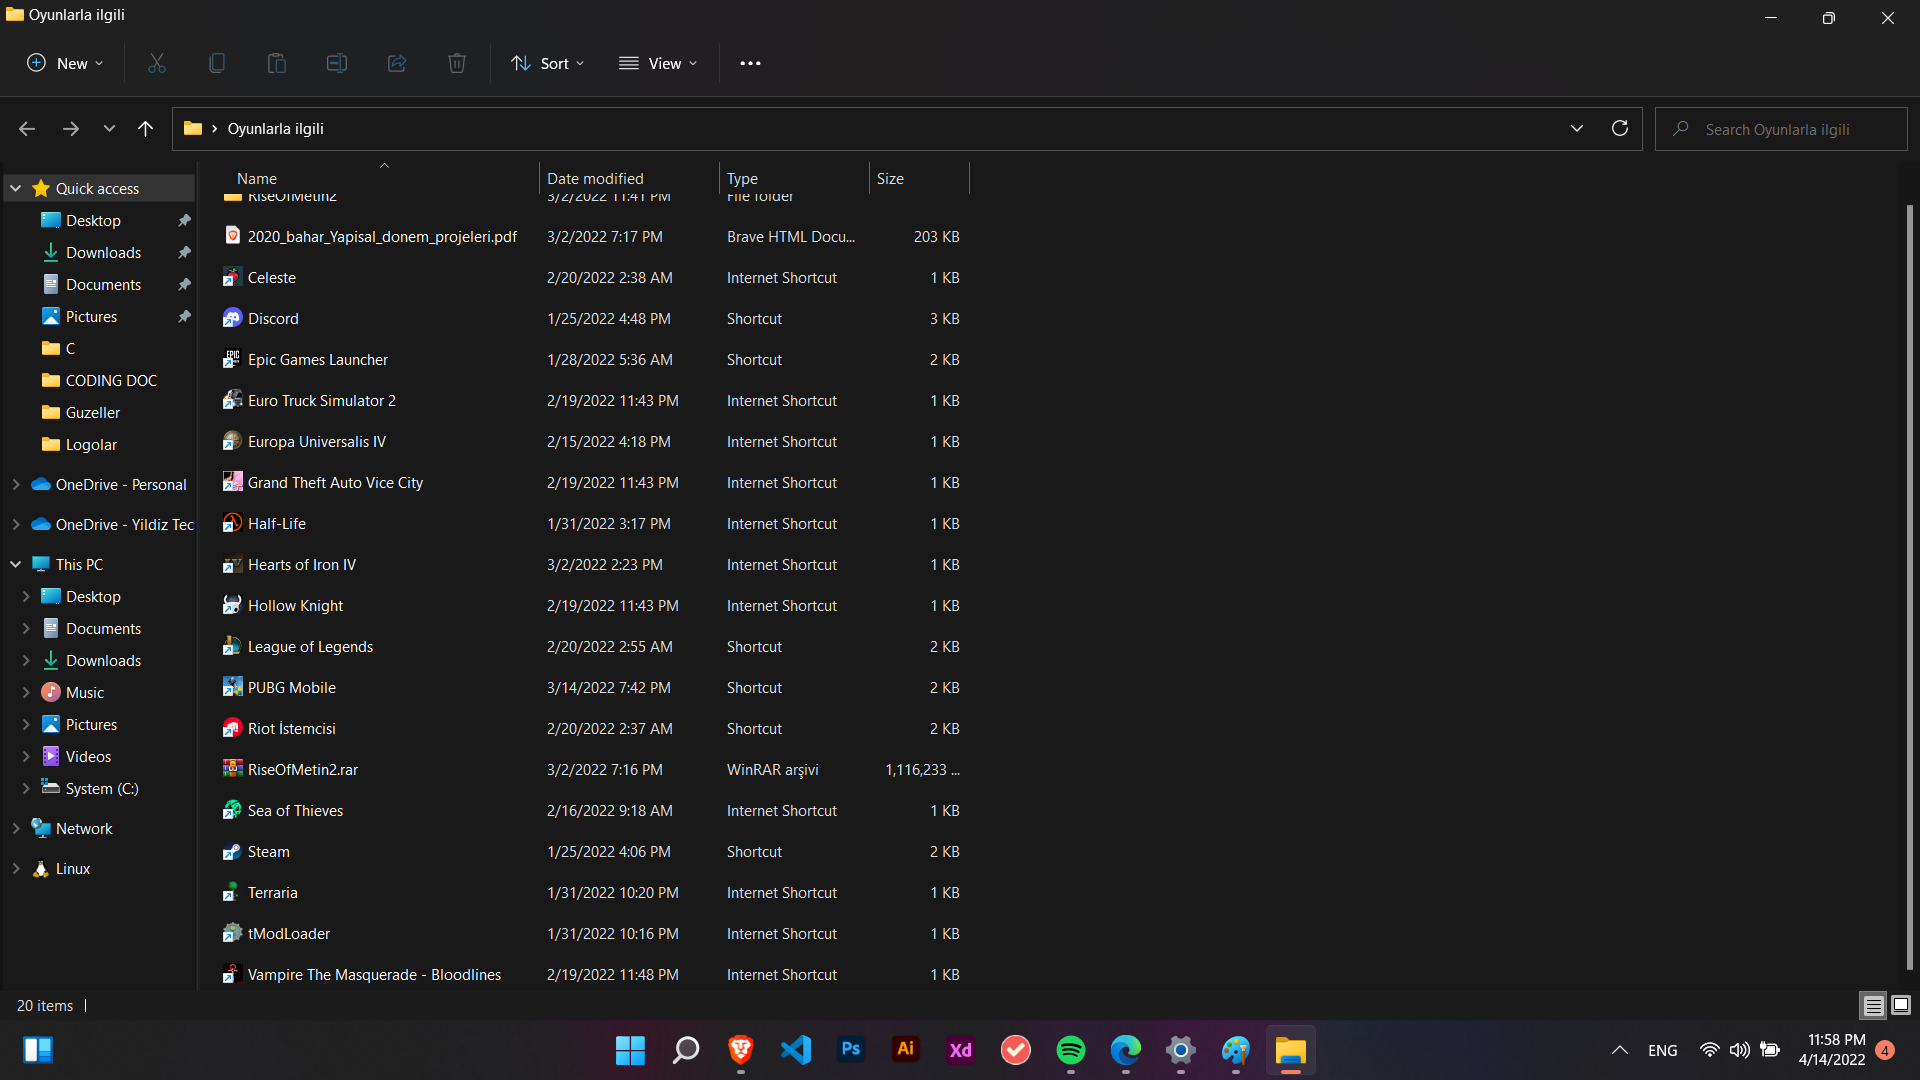 Oyunlarla ilgili
New
Sort
View
Oyunlarla ilgili
Search Oyunlarla ilgili
Quick access
Desktop
Downloads
Documents
Pictures
C
CODING DOC
Guzeller
Logolar
OneDrive - Personal
OneDrive - Yildiz Tec
This PC
Desktop
Documents
Downloads
Music
Pictures
Videos
System (C:)
Network
Linux
Name Date modified Type Size
RiseOfMetin2 3/2/2022 11:41 PM File folder
2020_bahar_Yapisal_donem_projeleri.pdf 3/2/2022 7:17 PM Brave HTML Docu... 203 KB
Celeste 2/20/2022 2:38 AM Internet Shortcut 1 KB
Discord 1/25/2022 4:48 PM Shortcut 3 KB
Epic Games Launcher 1/28/2022 5:36 AM Shortcut 2 KB
Euro Truck Simulator 2 2/19/2022 11:43 PM Internet Shortcut 1 KB
Europa Universalis IV 2/15/2022 4:18 PM Internet Shortcut 1 KB
Grand Theft Auto Vice City 2/19/2022 11:43 PM Internet Shortcut 1 KB
Half-Life 1/31/2022 3:17 PM Internet Shortcut 1 KB
Hearts of Iron IV 3/2/2022 2:23 PM Internet Shortcut 1 KB
Hollow Knight 2/19/2022 11:43 PM Internet Shortcut 1 KB
League of Legends 2/20/2022 2:55 AM Shortcut 2 KB
PUBG Mobile 3/14/2022 7:42 PM Shortcut 2 KB
Riot İstemcisi 2/20/2022 2:37 AM Shortcut 2 KB
RiseOfMetin2.rar 3/2/2022 7:16 PM WinRAR arşivi 1,116,233 ...
Sea of Thieves 2/16/2022 9:18 AM Internet Shortcut 1 KB
Steam 1/25/2022 4:06 PM Shortcut 2 KB
Terraria 1/31/2022 10:20 PM Internet Shortcut 1 KB
tModLoader 1/31/2022 10:16 PM Internet Shortcut 1 KB
Vampire The Masquerade - Bloodlines 2/19/2022 11:48 PM Internet Shortcut 1 KB
20 items
Ps
Ai
Xd
ENG
11:58 PM
4/14/2022
4